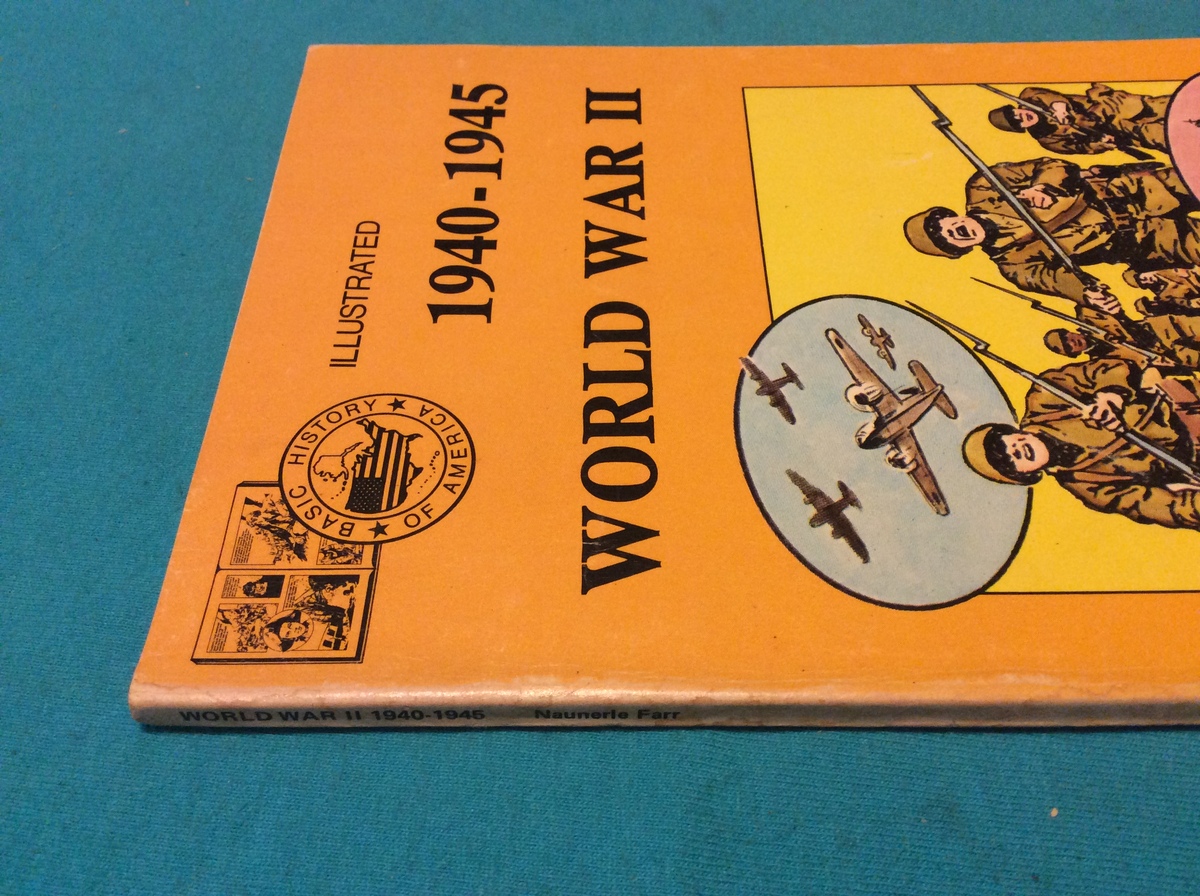 BASIC HISTORY
OF AMERICA
ILLUSTRATED
1940-1945
WORLD WAR II
WORLD WAR II 1940-1945 Naunerle Farr